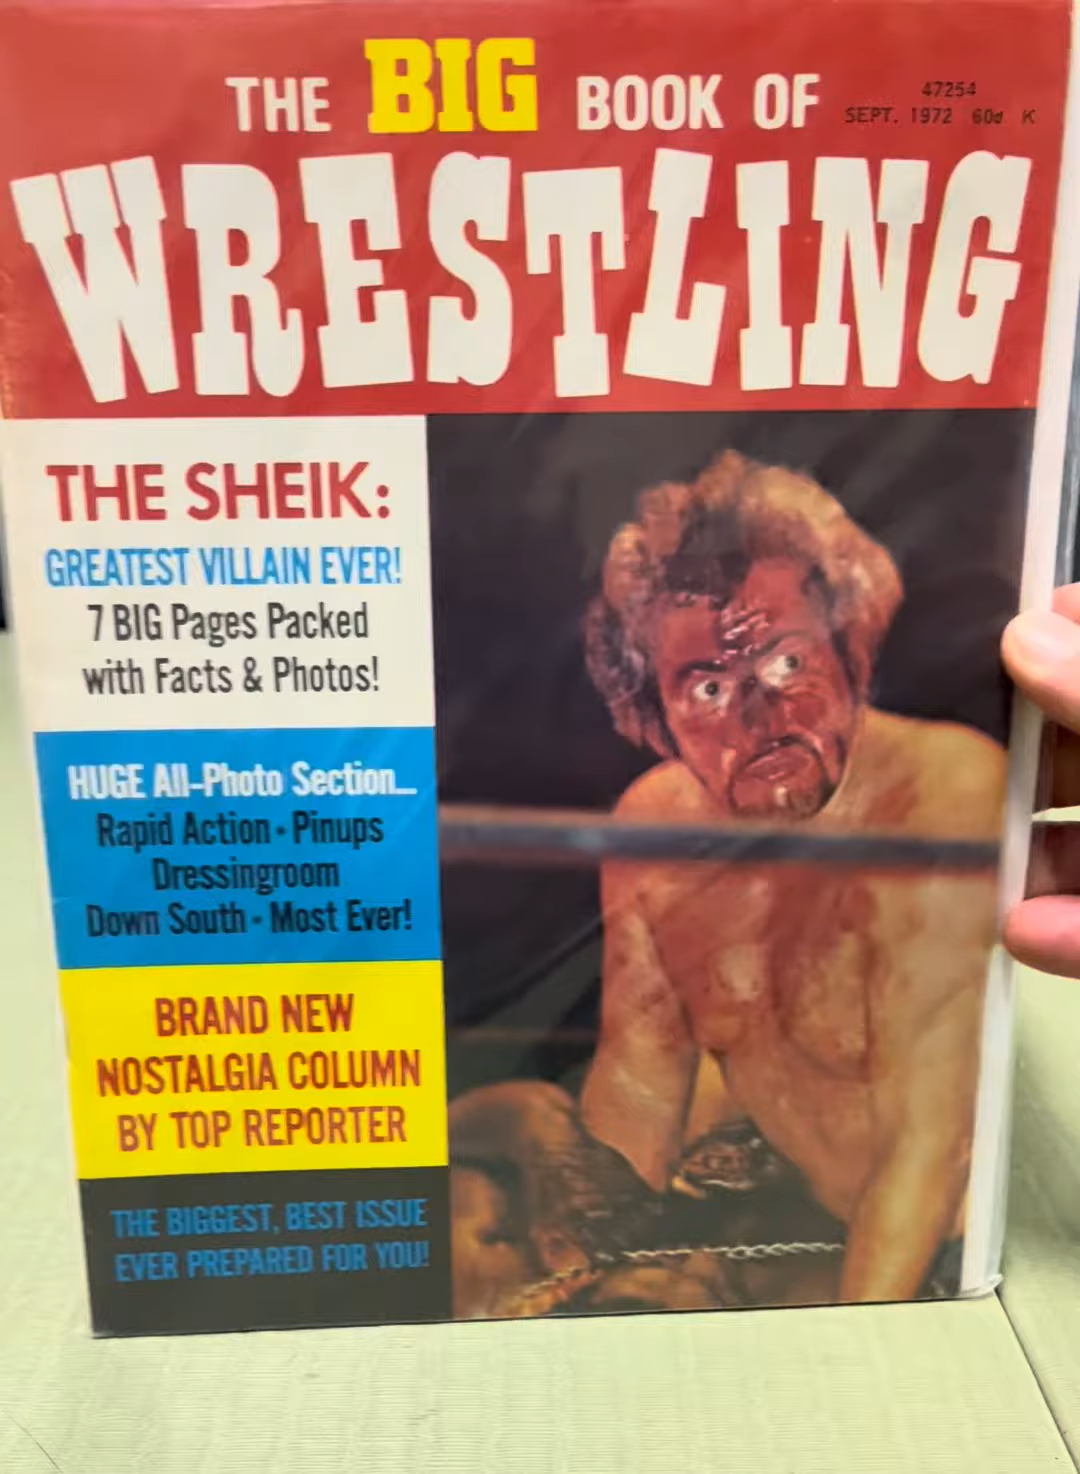 THE BIG BOOK OF
47254
SEPT. 1972 60¢ K
WRESTLING
THE SHEIK:
GREATEST VILLAIN EVER!
7 BIG Pages Packed
with Facts & Photos!
HUGE All-Photo Section...
Rapid Action • Pinups
Dressingroom
Down South • Most Ever!
BRAND NEW
NOSTALGIA COLUMN
BY TOP REPORTER
THE BIGGEST, BEST ISSUE
EVER PREPARED FOR YOU!